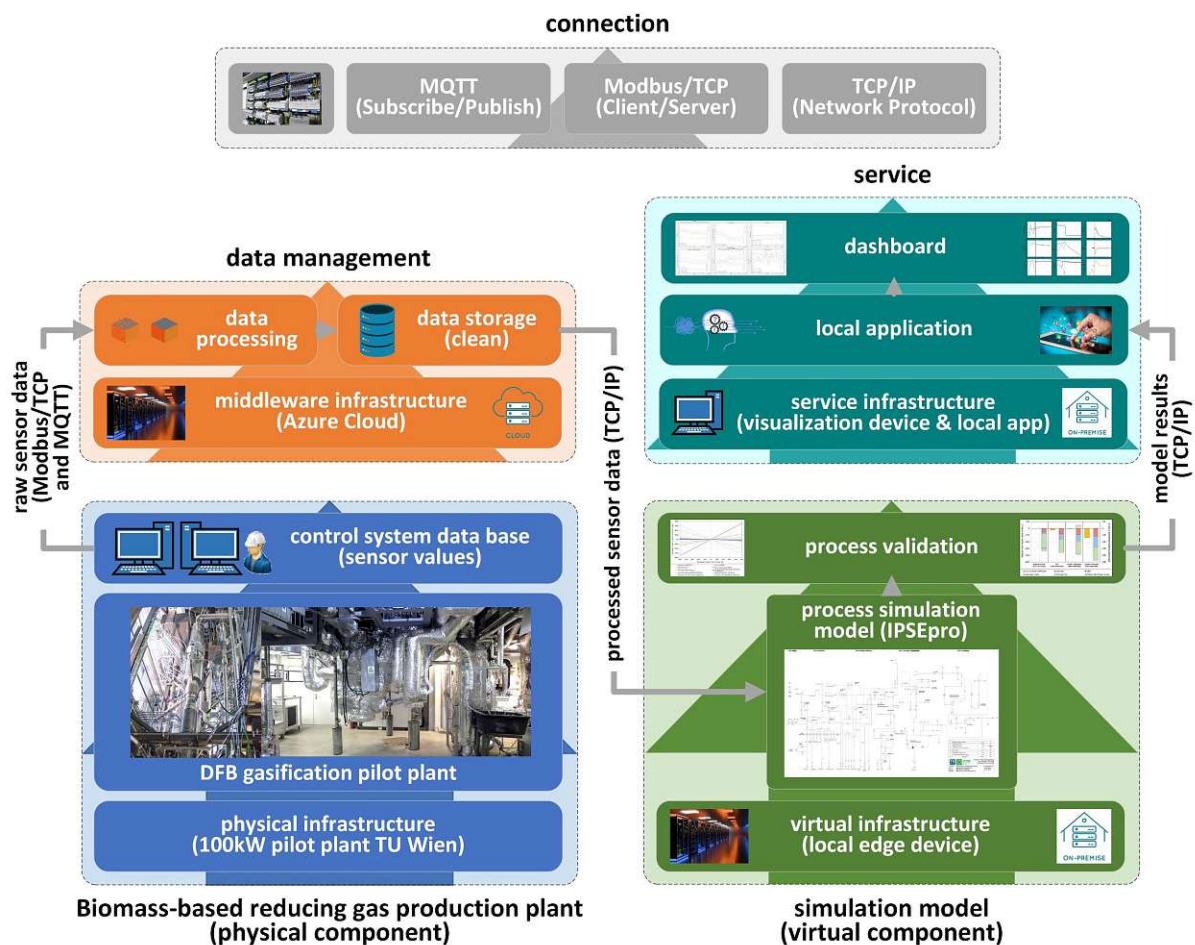 connection
MQTT
(Subscribe/Publish)
Modbus/TCP
(Client/Server)
TCP/IP
(Network Protocol)
service
dashboard
local application
service infrastructure
(visualization device & local app)
ON-PREMISE
data management
data
processing
data storage
(clean)
middleware infrastructure
(Azure Cloud)
CLOUD
raw sensor data
(Modbus/TCP
and MQTT)
processed sensor data (TCP/IP)
model results
(TCP/IP)
control system data base
(sensor values)
DFB gasification pilot plant
physical infrastructure
(100kW pilot plant TU Wien)
Biomass-based reducing gas production plant
(physical component)
process validation
process simulation
model (IPSEpro)
virtual infrastructure
(local edge device)
ON-PREMISE
simulation model
(virtual component)